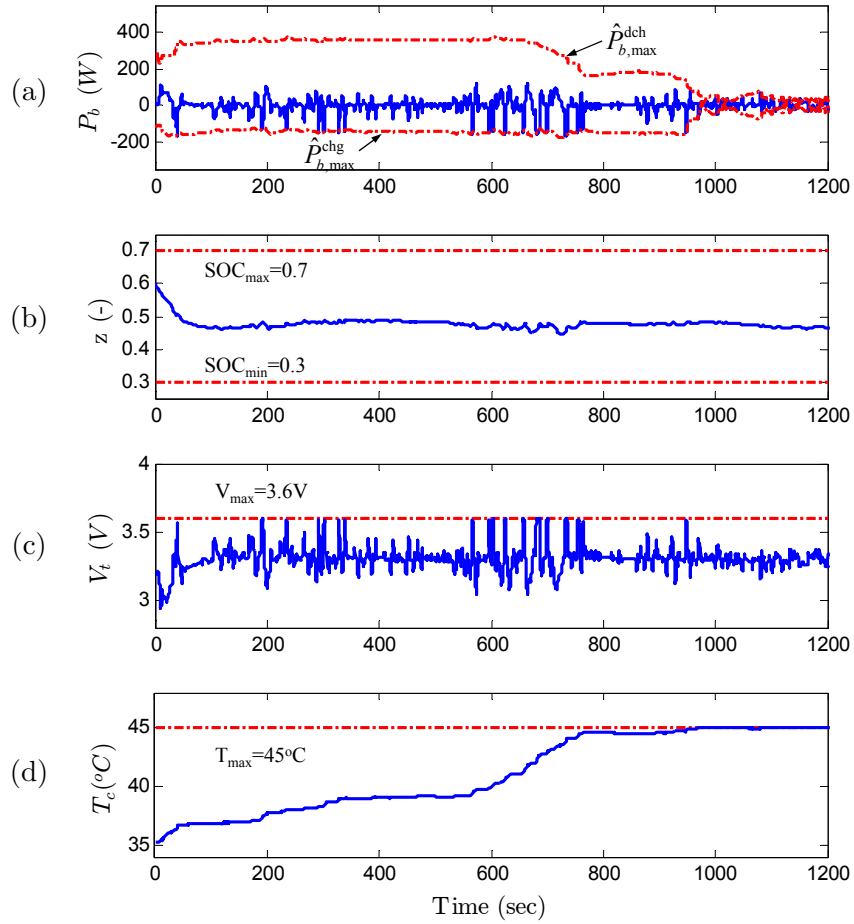 (a)
P_b (W)
400
200
0
-200
P̂^dch_b,max
P̂^chg_b,max
0 200 400 600 800 1000 1200
(b)
z (-)
0.7
0.6
0.5
0.4
0.3
SOC_max=0.7
SOC_min=0.3
0 200 400 600 800 1000 1200
(c)
V_t (V)
4
3.5
3
V_max=3.6V
0 200 400 600 800 1000 1200
(d)
T_c(°C)
45
40
35
T_max=45°C
0 200 400 600 800 1000 1200
Time (sec)